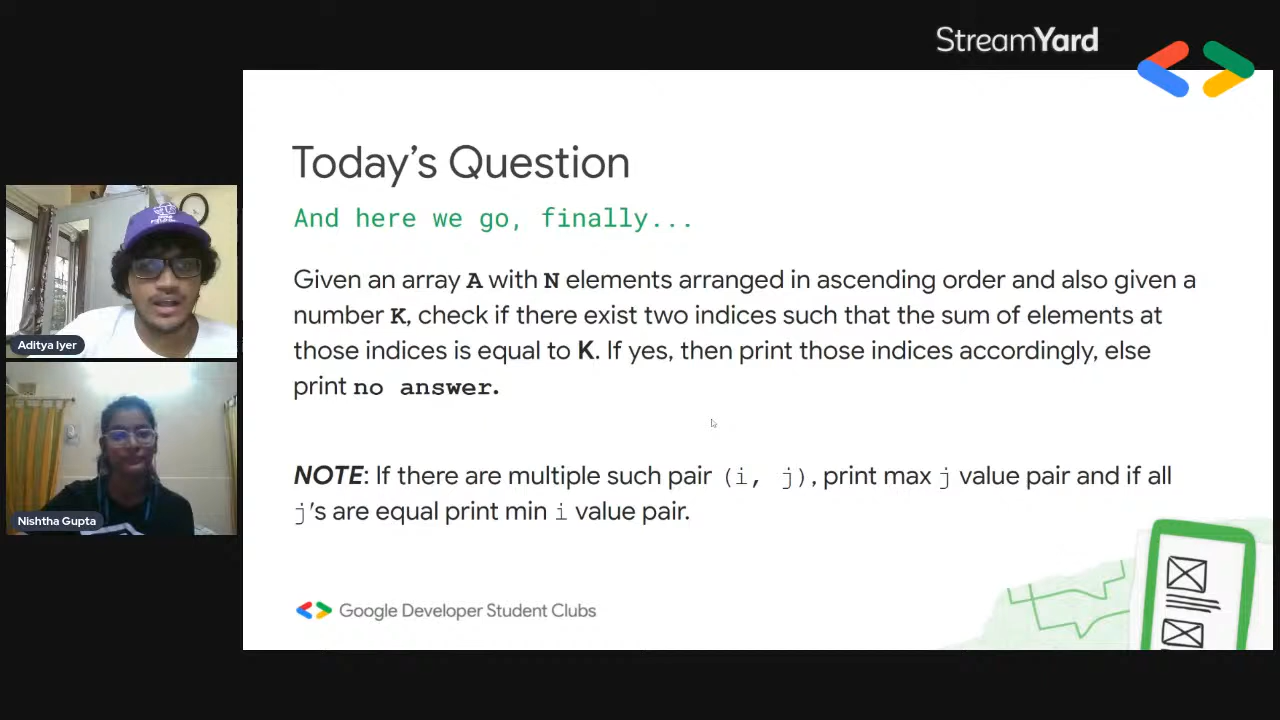 StreamYard
Today's Question
And here we go, finally...
Given an array A with N elements arranged in ascending order and also given a
number K, check if there exist two indices such that the sum of elements at
those indices is equal to K. If yes, then print those indices accordingly, else
print no answer.
NOTE: If there are multiple such pair (i, j), print max j value pair and if all
j's are equal print min i value pair.
Google Developer Student Clubs
Aditya Iyer
Nishtha Gupta